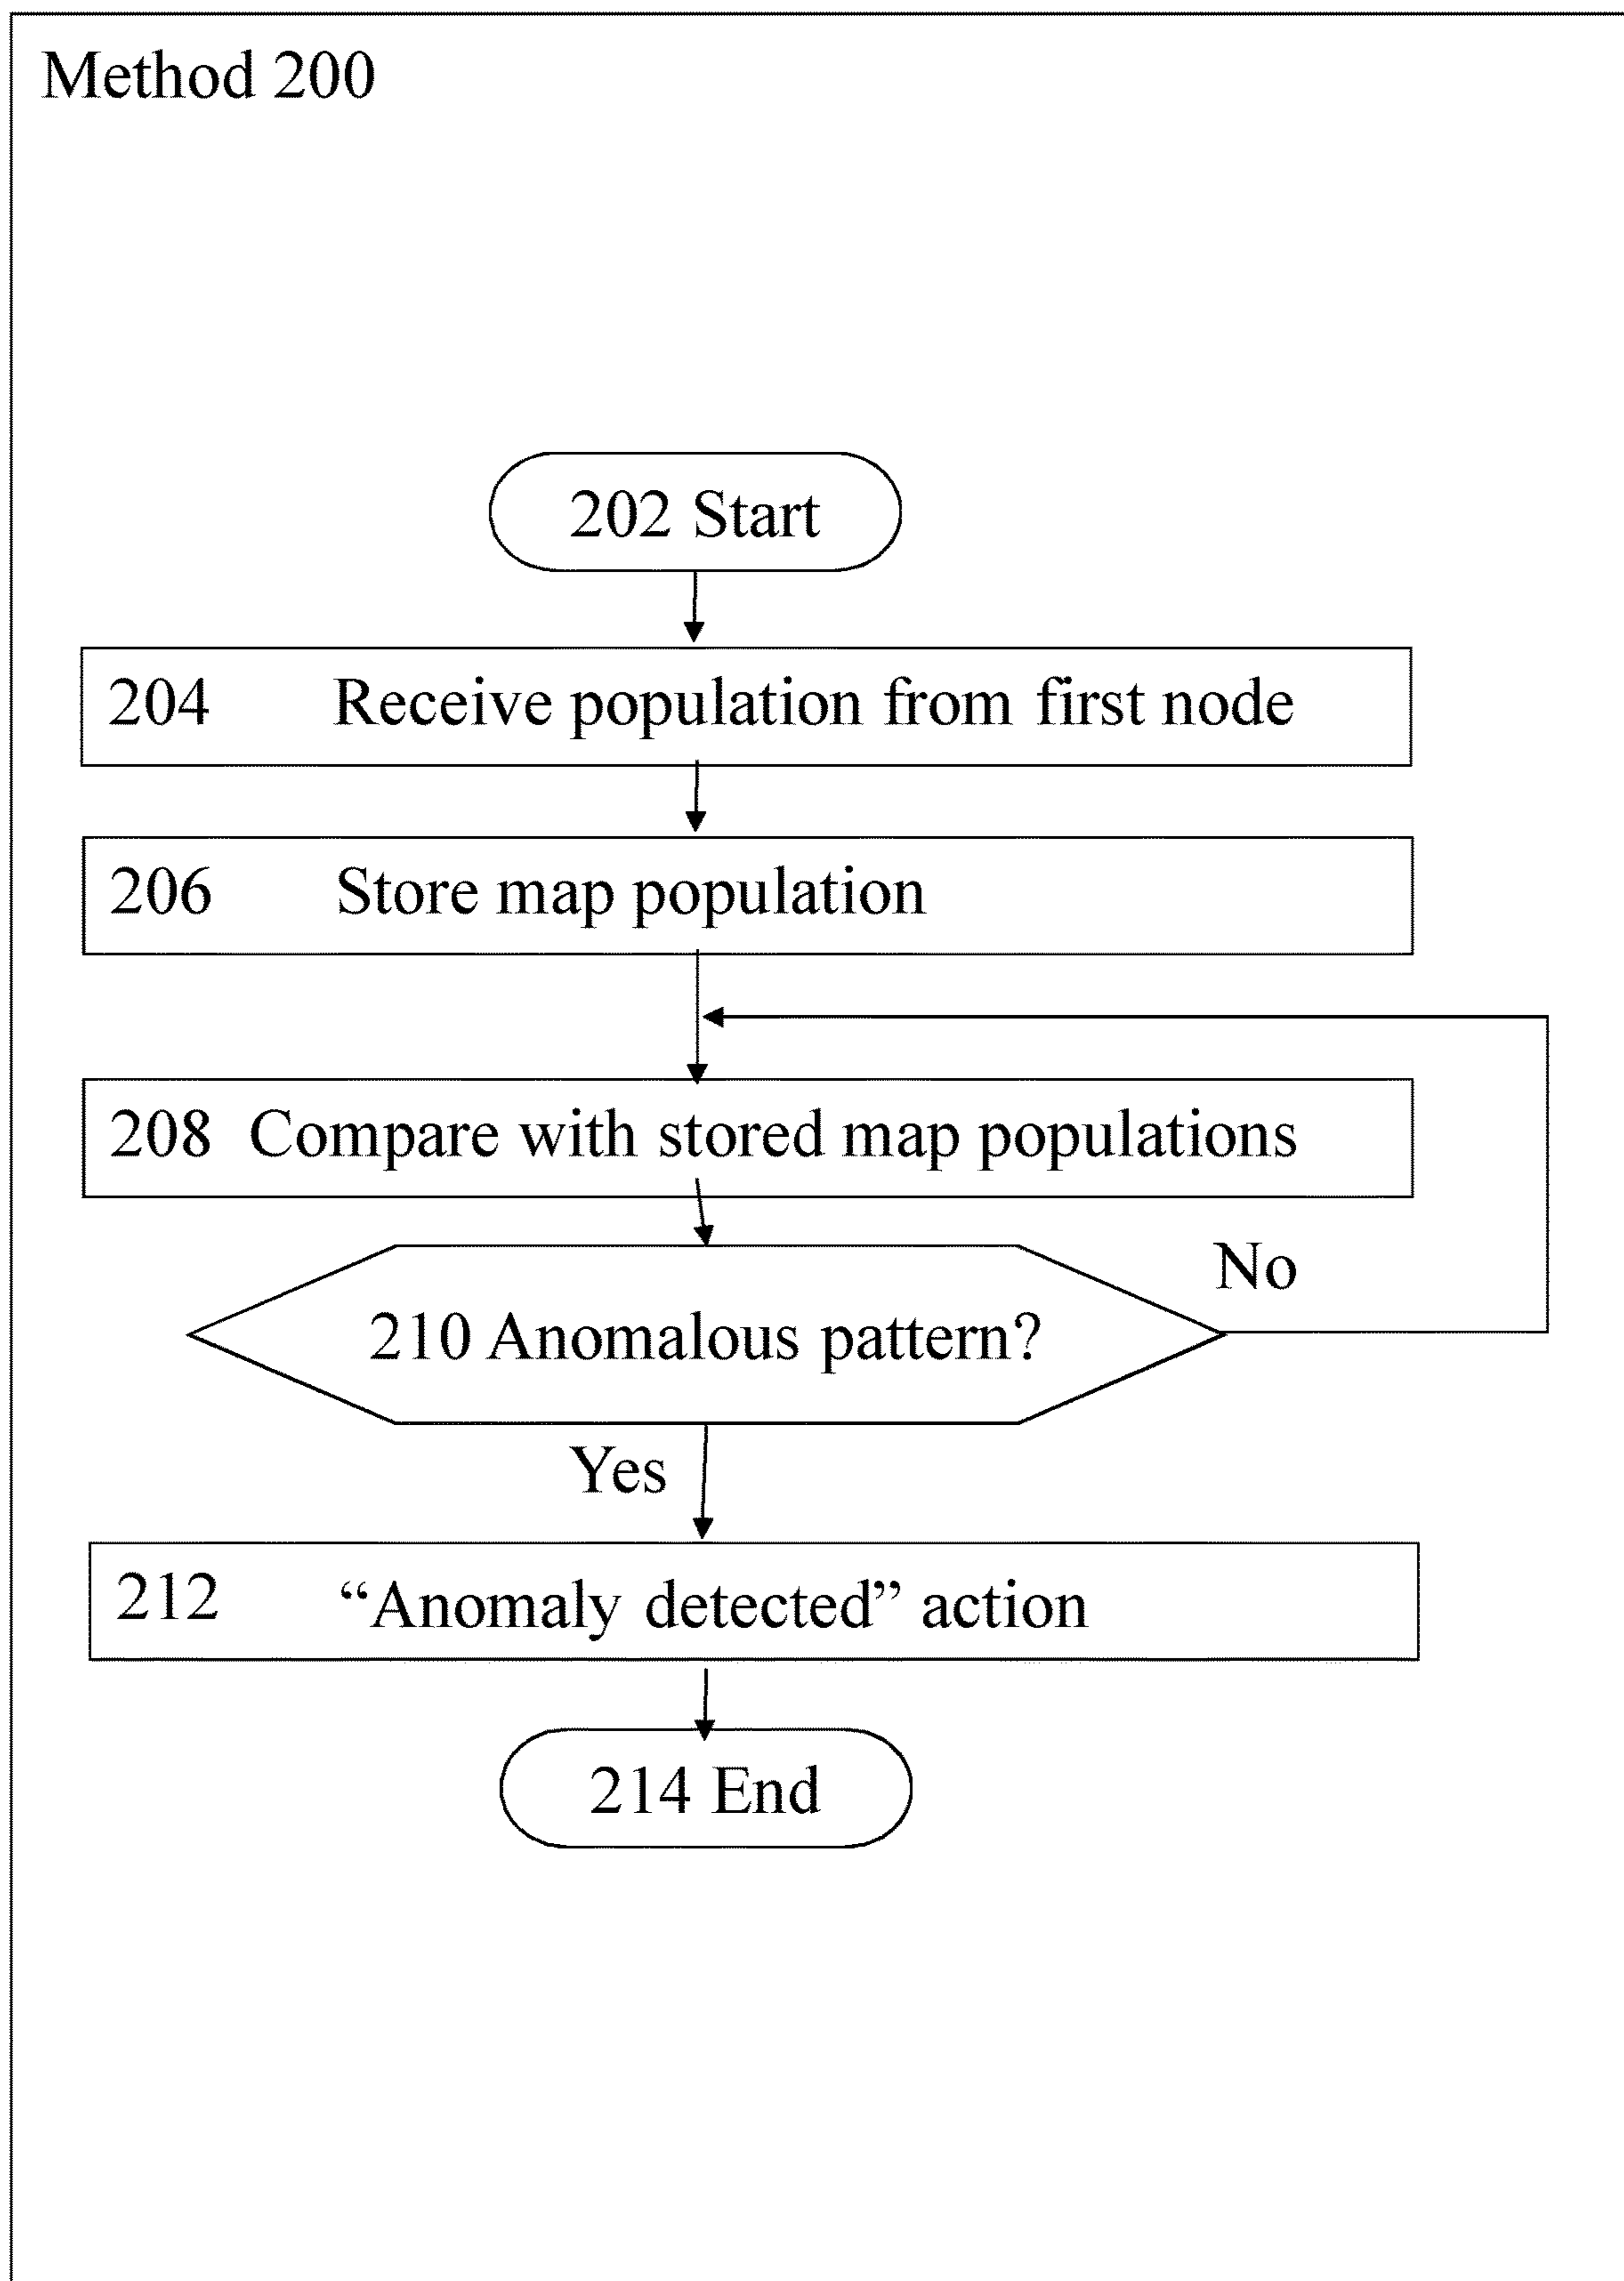 Method 200
202 Start
204 Receive population from first node
206 Store map population
208 Compare with stored map populations
No
210 Anomalous pattern?
Yes
212 “Anomaly detected” action
214 End